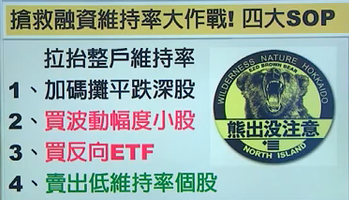 搶救融資維持率大作戰! 四大SOP
拉抬整戶維持率
1、加碼攤平跌深股
2、買波動幅度小股
3、買反向ETF
4、賣出低維持率個股
WILDERNESS NATURE HOKKAIDO
EZO BROWN BEAR
熊出没注意
NORTH ISLAND